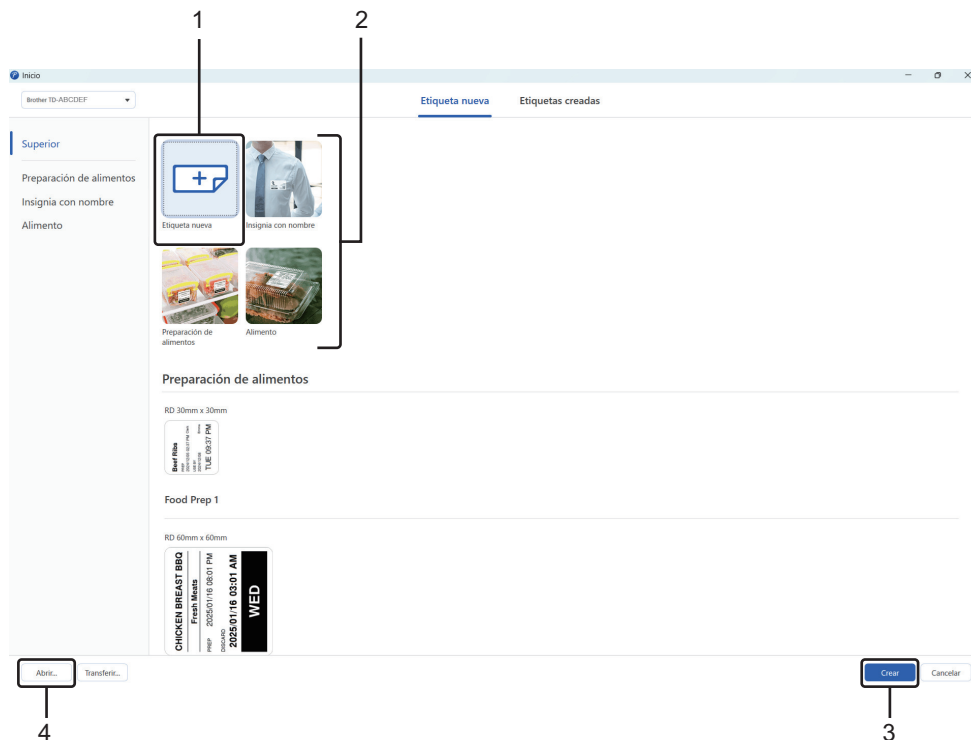 1
2
Inicio
Brother TD-ABCDEF
Etiqueta nueva
Etiquetas creadas
Superior
Preparación de alimentos
Insignia con nombre
Alimento
Etiqueta nueva
Insignia con nombre
Preparación de
alimentos
Alimento
Preparación de alimentos
RD 30mm x 30mm
Beef Ribs
TUE 09:37 PM
Food Prep 1
RD 60mm x 60mm
CHICKEN BREAST BBQ
Fresh Meats
PREP 2025/01/16 08:01 PM
DISCARD
2025/01/16 03:01 AM
WED
Abrir...
Transferir...
Crear
Cancelar
4
3